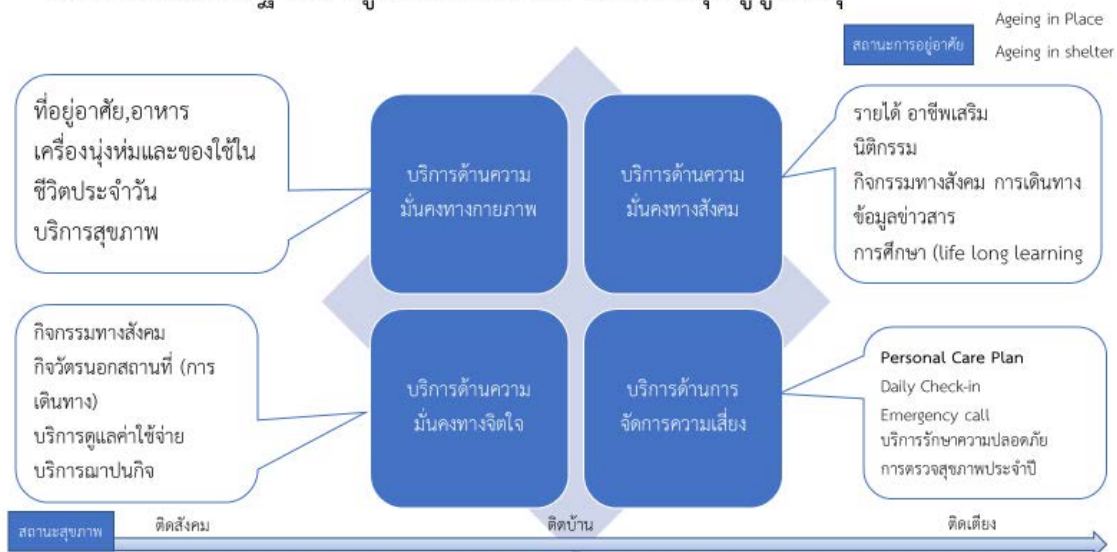 Ageing in Place
สถานะการอยู่อาศัย
Ageing in shelter
ที่อยู่อาศัย,อาหาร
เครื่องนุ่งห่มและของใช้ใน
ชีวิตประจำวัน
บริการสุขภาพ
บริการด้านความ
มั่นคงทางกายภาพ
บริการด้านความ
มั่นคงทางสังคม
รายได้ อาชีพเสริม
นิติกรรม
กิจกรรมทางสังคม การเดินทาง
ข้อมูลข่าวสาร
การศึกษา (life long learning
กิจกรรมทางสังคม
กิจวัตรนอกสถานที่ (การ
เดินทาง)
บริการดูแลค่าใช้จ่าย
บริการฌาปนกิจ
บริการด้านความ
มั่นคงทางจิตใจ
บริการด้านการ
จัดการความเสี่ยง
Personal Care Plan
Daily Check-in
Emergency call
บริการรักษาความปลอดภัย
การตรวจสุขภาพประจำปี
สถานะสุขภาพ
ติดสังคม
ติดบ้าน
ติดเตียง